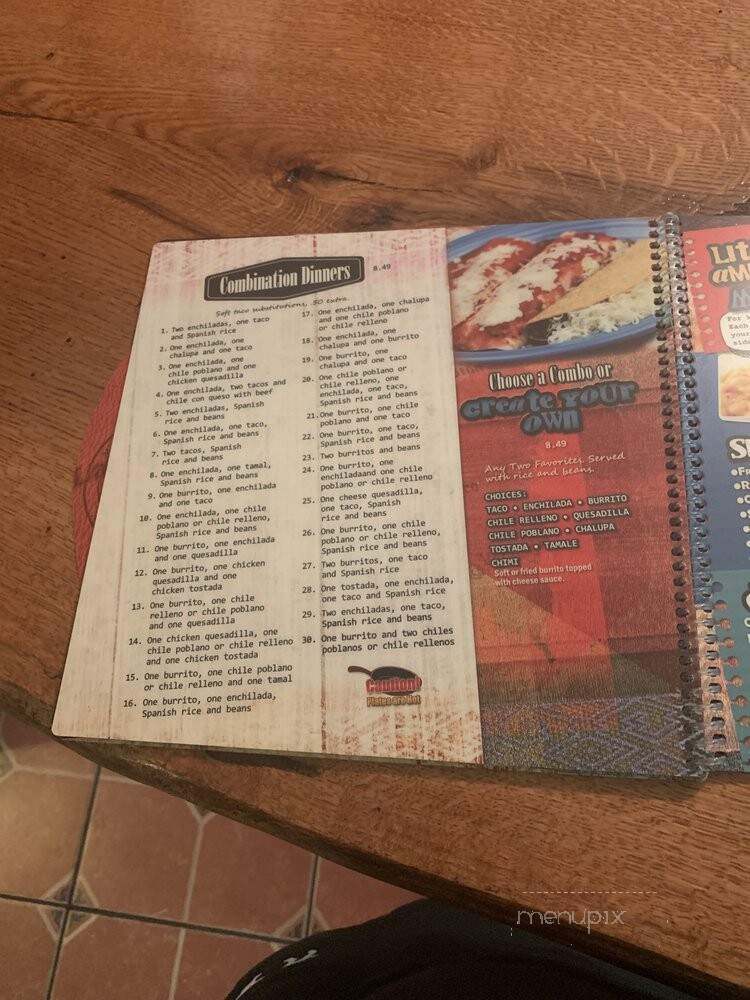 Combination Dinners 8.49
Soft taco substitutions, .50 extra.
1. Two enchiladas, one taco
and Spanish rice
2. One enchilada, one
chalupa and one taco
3. One enchilada, one
chile poblano and one
chicken quesadilla
4. One enchilada, two tacos and
chile con queso with beef
5. Two enchiladas, Spanish
rice and beans
6. One enchilada, one taco,
Spanish rice and beans
7. Two tacos, Spanish
rice and beans
8. One enchilada, one tamal,
Spanish rice and beans
9. One burrito, one enchilada
and one taco
10. One enchilada, one chile
poblano or chile relleno,
Spanish rice and beans
11. One burrito, one enchilada
and one quesadilla
12. One burrito, one chicken
quesadilla and one
chicken tostada
13. One burrito, one chile
relleno or chile poblano
and one quesadilla
14. One chicken quesadilla, one
chile poblano or chile relleno
and one chicken tostada
15. One burrito, one chile poblano
or chile relleno and one tamal
16. One burrito, one enchilada,
Spanish rice and beans
17. One enchilada, one chalupa
and one chile poblano
or chile relleno
18. One enchilada, one
chalupa and one burrito
19. One burrito, one
chalupa and one taco
20. One chile poblano or
chile relleno, one
enchilada, one taco,
Spanish rice and beans
21. One burrito, one chile
poblano and one taco
22. One burrito, one taco,
Spanish rice and beans
23. Two burritos and beans
24. One burrito, one
enchiladaand one chile
poblano or chile relleno
25. One cheese quesadilla,
one taco, Spanish
rice and beans
26. One burrito, one chile
poblano or chile relleno,
Spanish rice and beans
27. Two burritos, one taco
and Spanish rice
28. One tostada, one enchilada,
one taco and Spanish rice
29. Two enchiladas, one taco,
Spanish rice and beans
30. One burrito and two chiles
poblanos or chile rellenos
Caution!
Plates are Hot
Choose a Combo or
create your
own
8.49
Any Two Favorites. Served
with rice and beans.
CHOICES:
TACO • ENCHILADA • BURRITO
CHILE RELLENO • QUESADILLA
CHILE POBLANO • CHALUPA
TOSTADA • TAMALE
CHIMI
Soft or fried burrito topped
with cheese sauce.
menupix